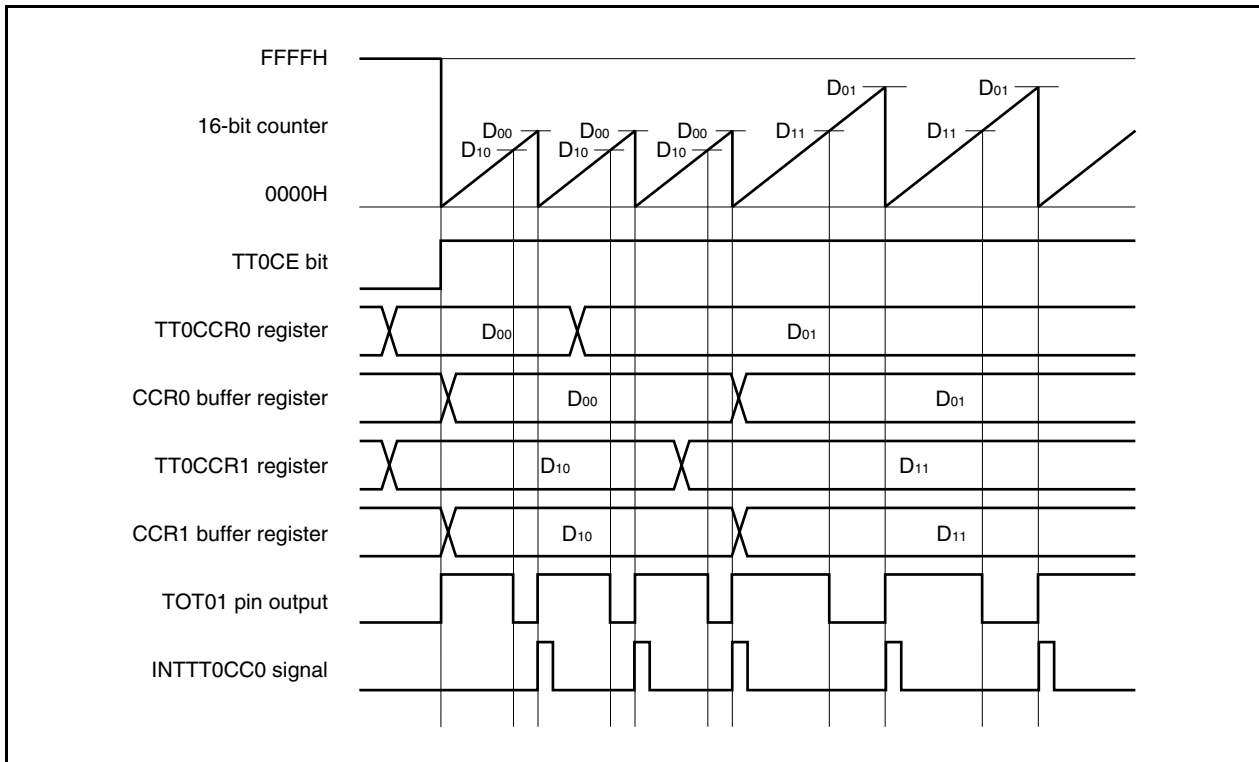 FFFFH
16-bit counter
0000H
D01 D01
D00 D00 D00 D11 D11
D10 D10 D10
TT0CE bit
TT0CCR0 register D00 D01
CCR0 buffer register D00 D01
TT0CCR1 register D10 D11
CCR1 buffer register D10 D11
TOT01 pin output
INTTT0CC0 signal